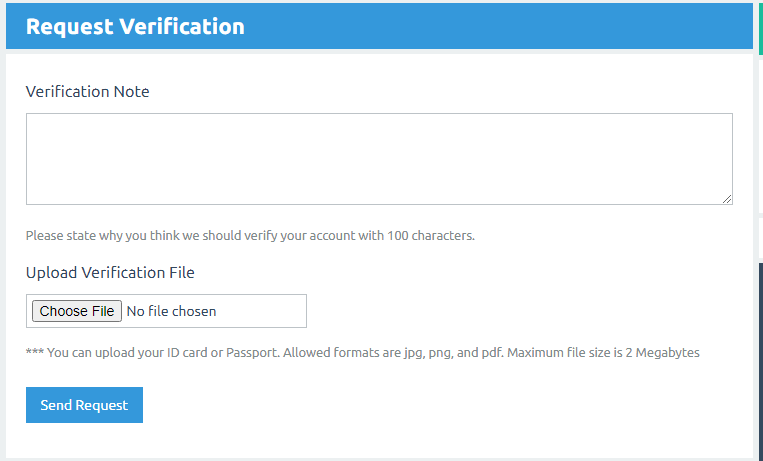 Request Verification
Verification Note
Please state why you think we should verify your account with 100 characters.
Upload Verification File
Choose File No file chosen
*** You can upload your ID card or Passport. Allowed formats are jpg, png, and pdf. Maximum file size is 2 Megabytes
Send Request